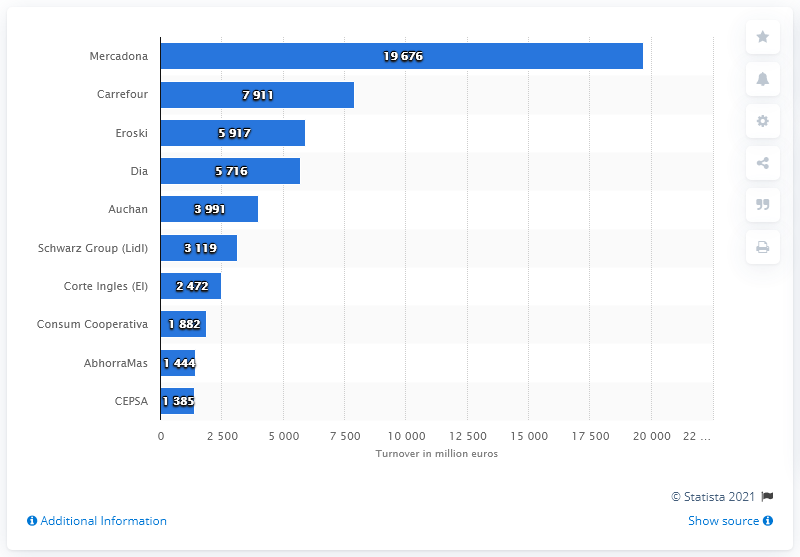 Mercadona 19 676
Carrefour 7 911
Eroski 5 917
Dia 5 716
Auchan 3 991
Schwarz Group (Lidl) 3 119
Corte Ingles (El) 2 472
Consum Cooperativa 1 882
AbhorraMas 1 444
CEPSA 1 385
0 2 500 5 000 7 500 10 000 12 500 15 000 17 500 20 000 22 ...
Turnover in million euros
© Statista 2021
Additional Information Show source